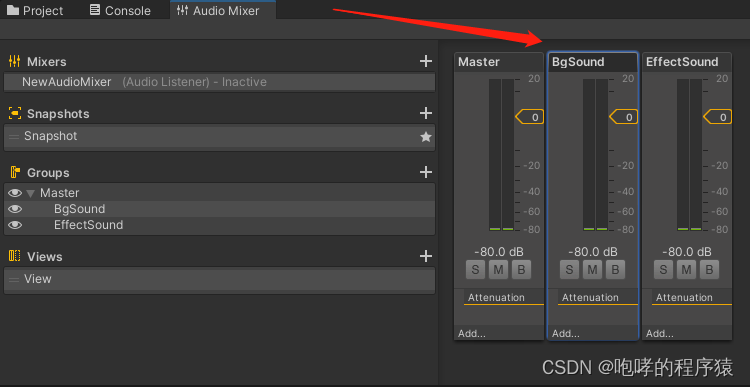 Project Console Audio Mixer
Mixers +
NewAudioMixer (Audio Listener) - Inactive
Snapshots +
Snapshot
Groups +
Master
BgSound
EffectSound
Views +
View
Master BgSound EffectSound
20 20 20
0 0 0
-20 -20 -20
-40 -40 -40
-60 -60 -60
-80 -80 -80
-80.0 dB -80.0 dB -80.0 dB
S M B S M B S M B
Attenuation Attenuation Attenuation
Add... Add... Add...
CSDN @咆哮的程序猿